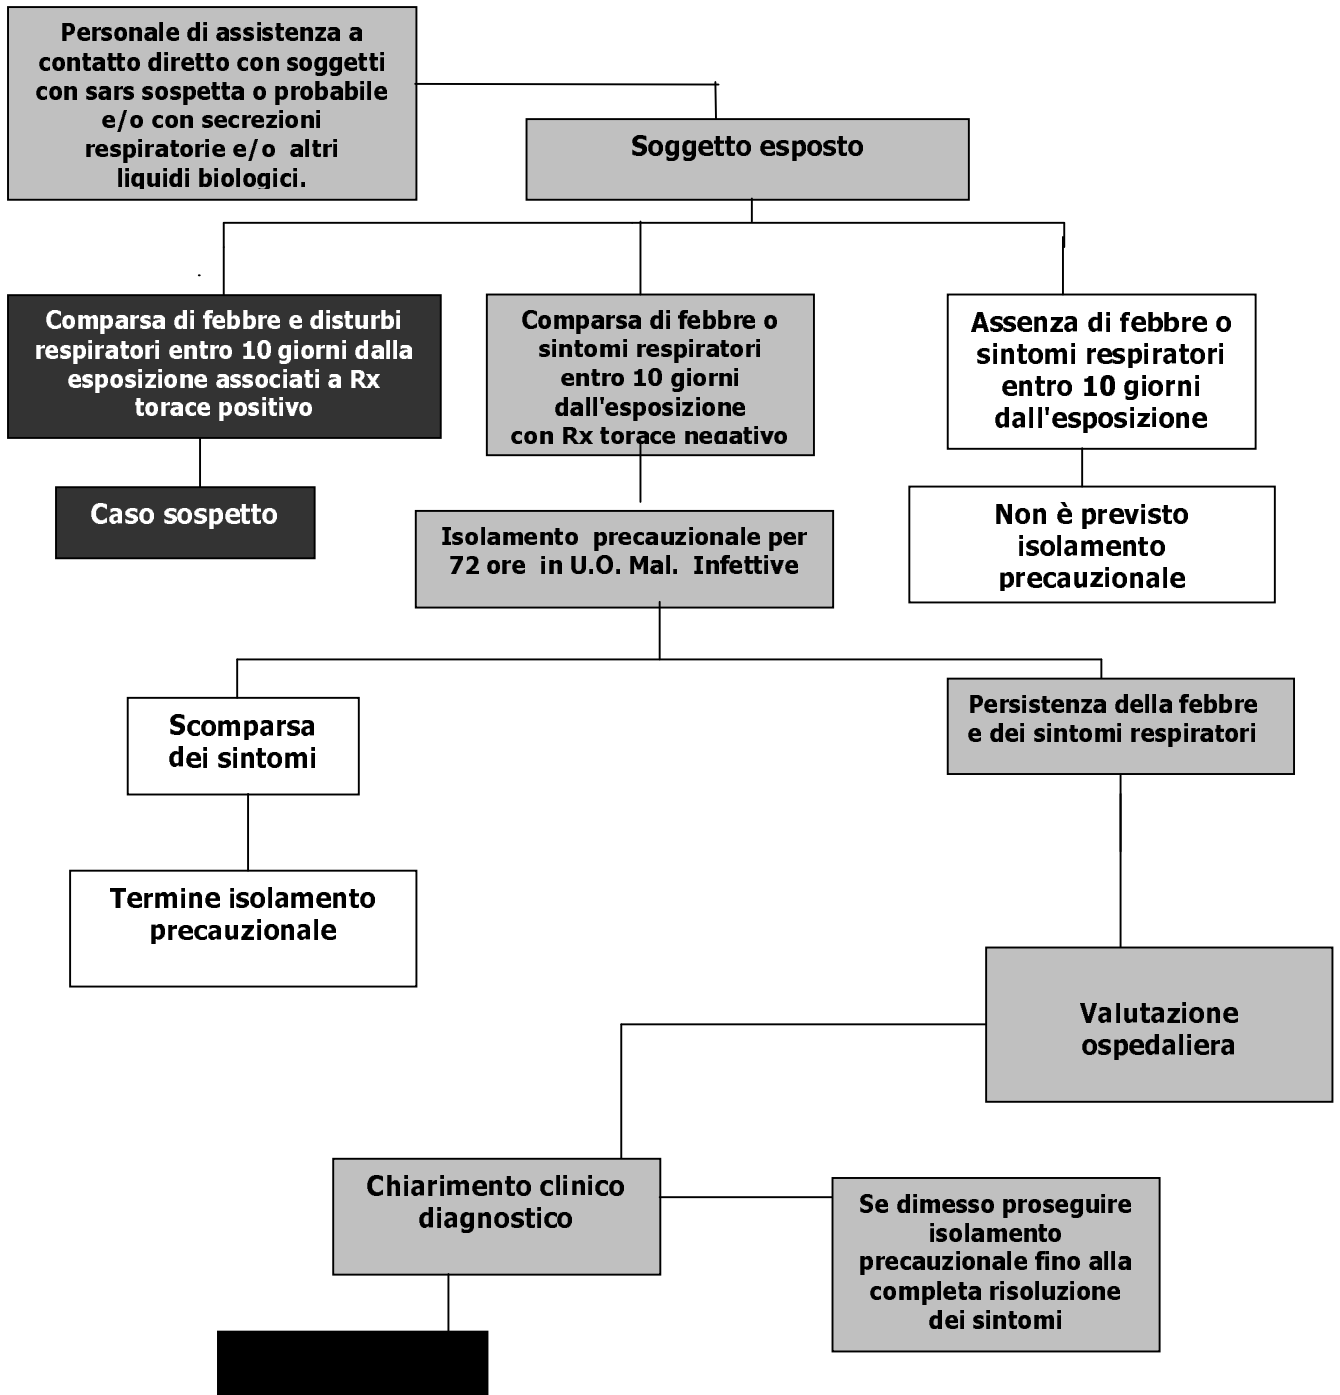 Personale di assistenza a
contatto diretto con soggetti
con sars sospetta o probabile
e/o con secrezioni
respiratorie e/o altri
liquidi biologici.
Soggetto esposto
Comparsa di febbre e disturbi
respiratori entro 10 giorni dalla
esposizione associati a Rx
torace positivo
Comparsa di febbre o
sintomi respiratori
entro 10 giorni
dall'esposizione
con Rx torace negativo
Assenza di febbre o
sintomi respiratori
entro 10 giorni
dall'esposizione
Caso sospetto
Isolamento precauzionale per
72 ore in U.O. Mal. Infettive
Non è previsto
isolamento
precauzionale
Scomparsa
dei sintomi
Persistenza della febbre
e dei sintomi respiratori
Termine isolamento
precauzionale
Valutazione
ospedaliera
Chiarimento clinico
diagnostico
Se dimesso proseguire
isolamento
precauzionale fino alla
completa risoluzione
dei sintomi